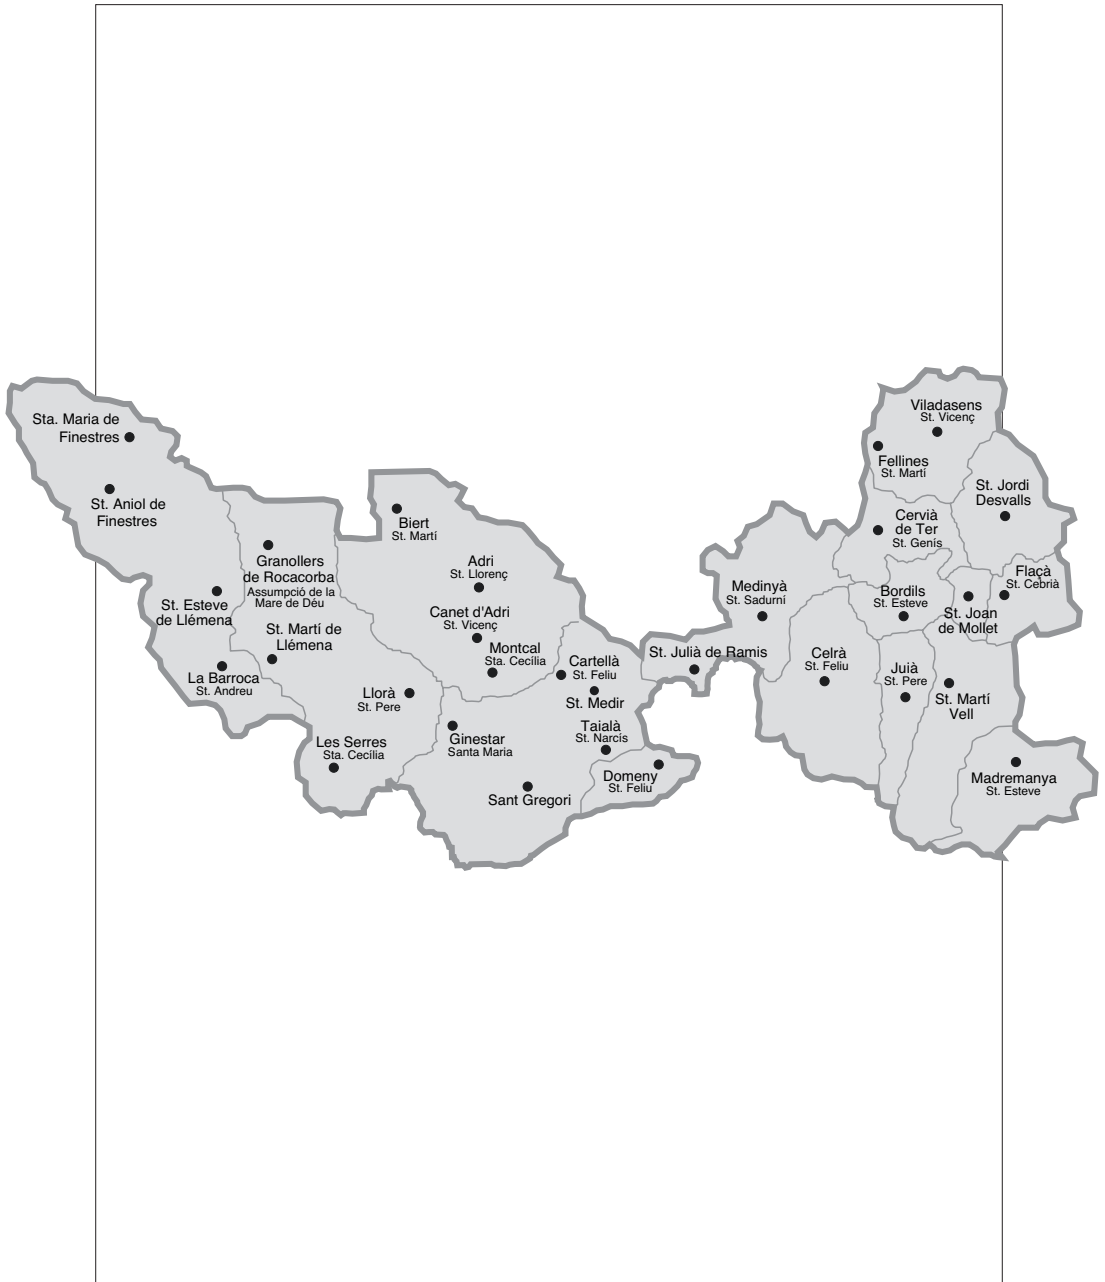 Sta. Maria de
Finestres
St. Aniol de
Finestres
Granollers
de Rocacorba
Assumpció de la
Mare de Déu
St. Esteve
de Llémena
St. Martí de
Llémena
La Barroca
St. Andreu
Llorà
St. Pere
Les Serres
Sta. Cecília
Biert
St. Martí
Adri
St. Llorenç
Canet d'Adri
St. Vicenç
Montcal
Sta. Cecília
Cartellà
St. Feliu
St. Medir
Taialà
St. Narcís
Ginestar
Santa Maria
Domeny
St. Feliu
Sant Gregori
St. Julià de Ramis
Medinyà
St. Sadurní
Viladasens
St. Vicenç
Fellines
St. Martí
St. Jordi
Desvalls
Cervià
de Ter
St. Genís
Flaçà
St. Cebrià
Bordils
St. Esteve
St. Joan
de Mollet
Celrà
St. Feliu
Juià
St. Pere
St. Martí
Vell
Madremanya
St. Esteve